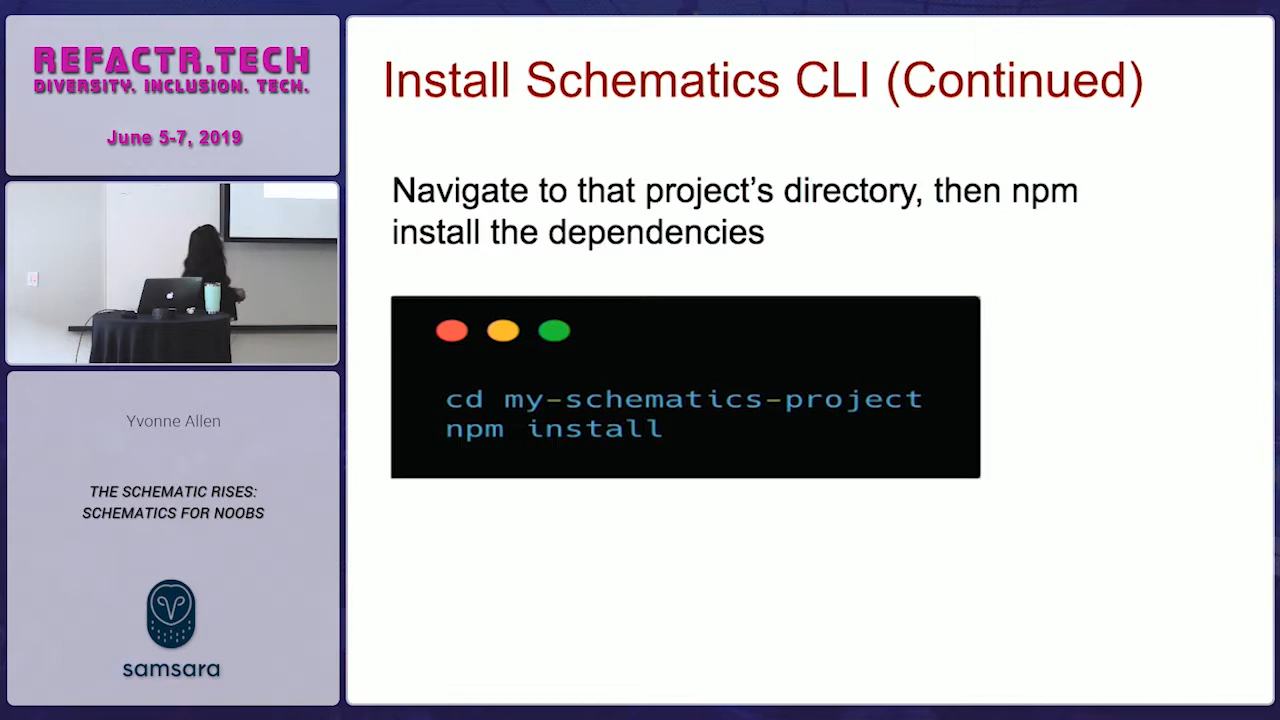 REFACTR.TECH
DIVERSITY. INCLUSION. TECH.
June 5-7, 2019
Yvonne Allen
THE SCHEMATIC RISES:
SCHEMATICS FOR NOOBS
samsara
Install Schematics CLI (Continued)
Navigate to that project’s directory, then npm
install the dependencies
cd my-schematics-project
npm install